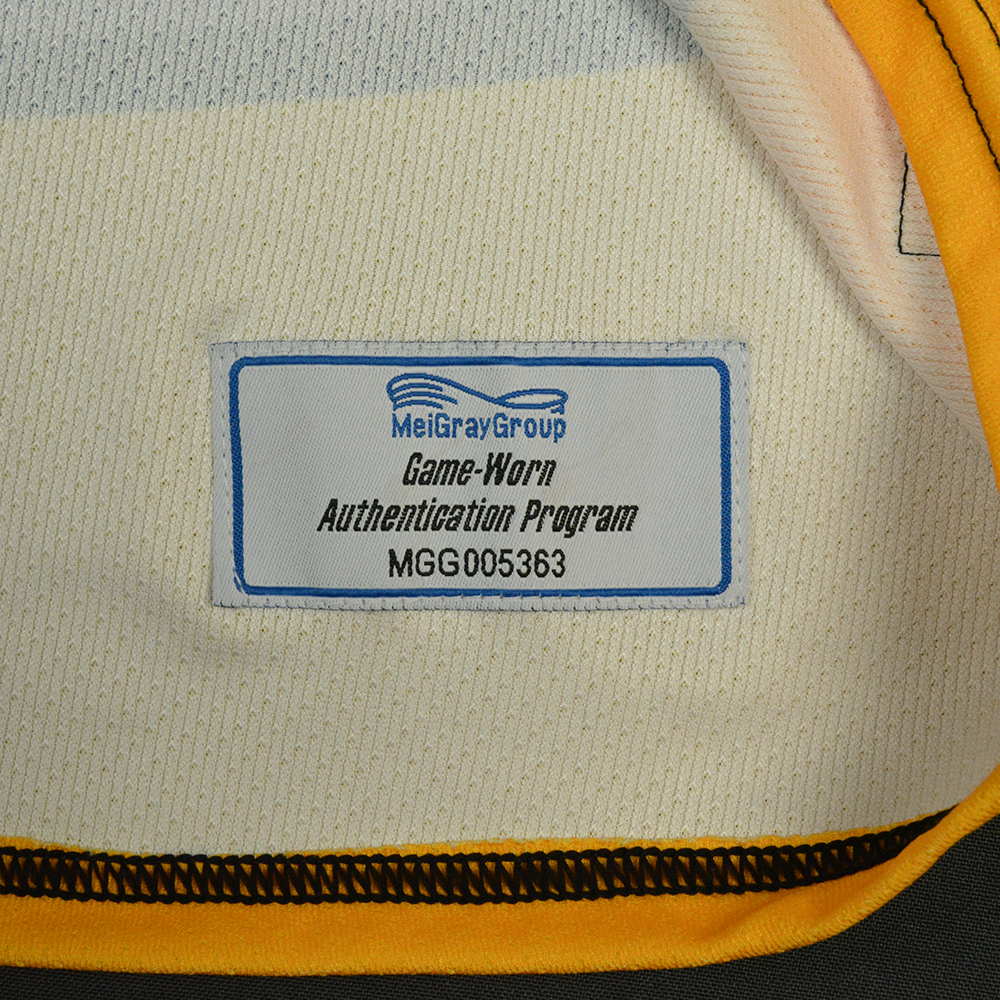 MeiGrayGroup
Game-Worn
Authentication Program
MGG005363